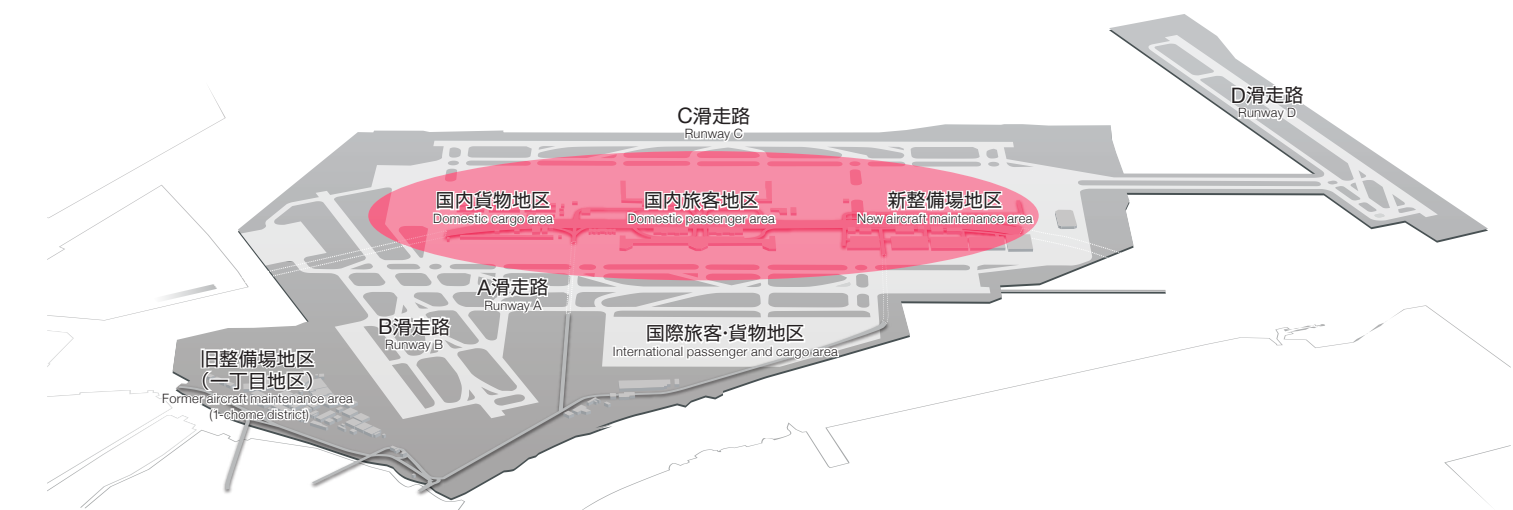 D滑走路
Runway D
C滑走路
Runway C
国内貨物地区
Domestic cargo area
国内旅客地区
Domestic passenger area
新整備場地区
New aircraft maintenance area
A滑走路
Runway A
B滑走路
Runway B
国際旅客・貨物地区
International passenger and cargo area
旧整備場地区
（一丁目地区）
Former aircraft maintenance area
(1-chome district)